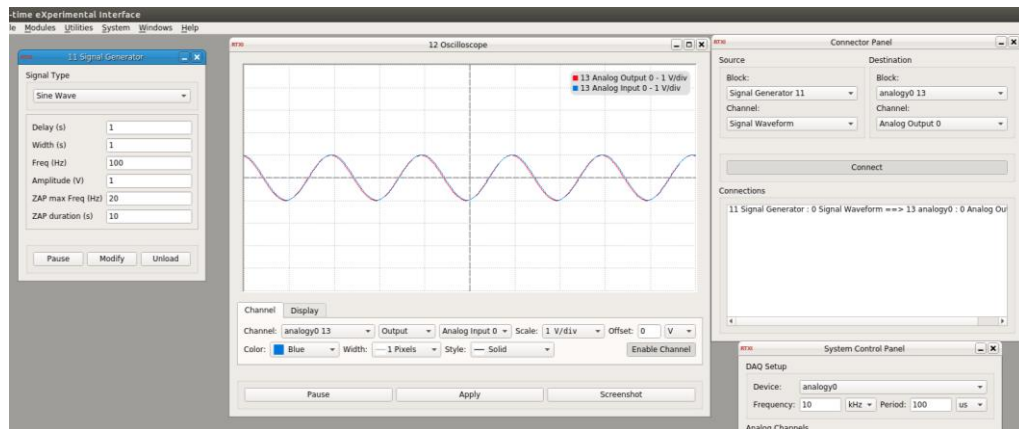 -time eXperimental Interface
le Modules Utilities System Windows Help
RTXI 11 Signal Generator
Signal Type
Sine Wave
Delay (s) 1
Width (s) 1
Freq (Hz) 100
Amplitude (V) 1
ZAP max Freq (Hz) 20
ZAP duration (s) 10
Pause Modify Unload
RTXI 12 Oscilloscope
13 Analog Output 0 - 1 V/div
13 Analog Input 0 - 1 V/div
Channel Display
Channel: analogy0 13 Output Analog Input 0 Scale: 1 V/div Offset: 0 V
Color: Blue Width: 1 Pixels Style: Solid Enable Channel
Pause Apply Screenshot
RTXI Connector Panel
Source Destination
Block: Block:
Signal Generator 11 analogy0 13
Channel: Channel:
Signal Waveform Analog Output 0
Connect
Connections
11 Signal Generator : 0 Signal Waveform ==> 13 analogy0 : 0 Analog Ou
RTXI System Control Panel
DAQ Setup
Device: analogy0
Frequency: 10 kHz Period: 100 us
Analog Channels